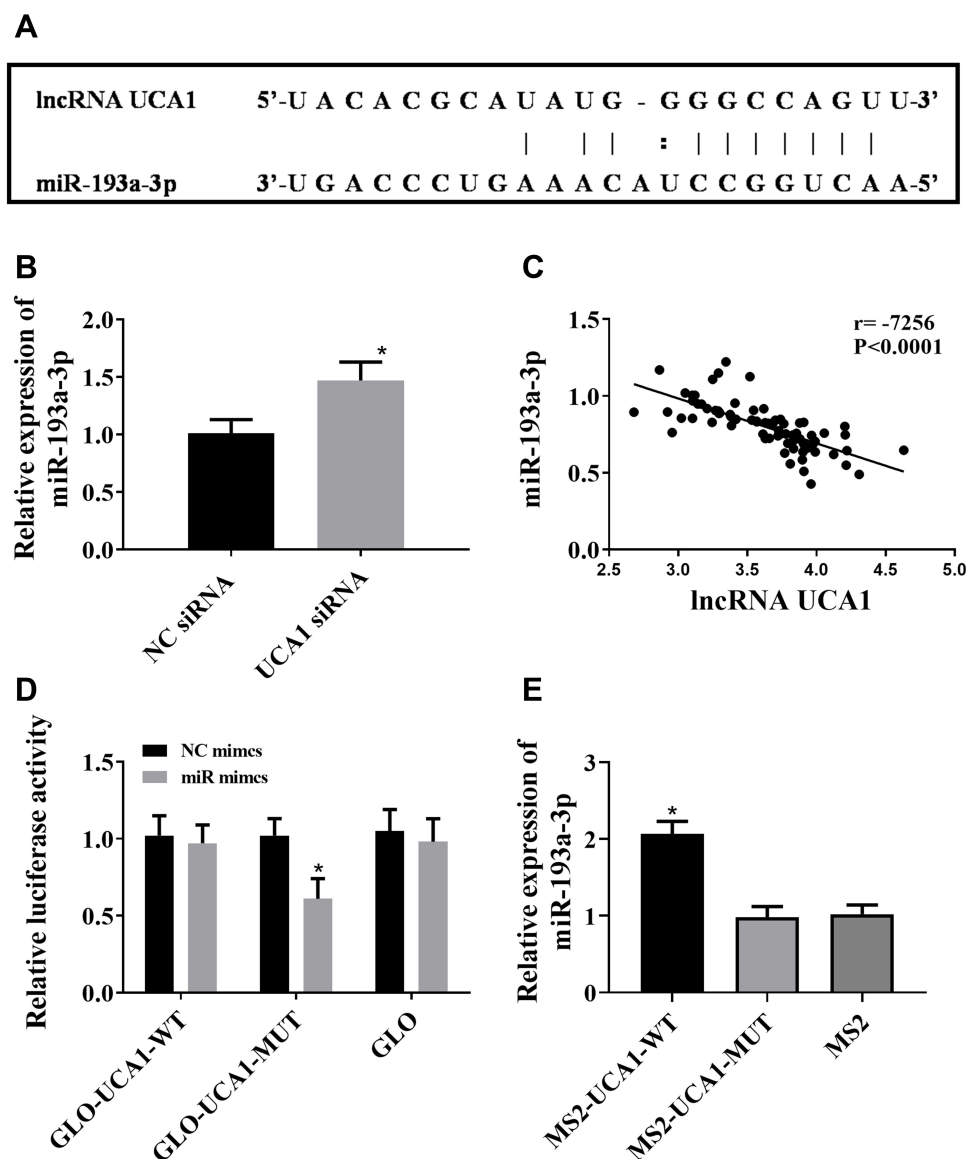 A
lncRNA UCA1 5’-U A C A C G C A U A U G - G G G C C A G U U-3’
miR-193a-3p 3’-U G A C C C U G A A A C A U C C G G U C A A-5’
B
Relative expression of
miR-193a-3p
2.0
1.5
1.0
0.5
0.0
*
NC siRNA
UCA1 siRNA
C
miR-193a-3p
1.5
1.0
0.5
0.0
r= -7256
P<0.0001
2.5 3.0 3.5 4.0 4.5 5.0
lncRNA UCA1
D
Relative luciferase activity
NC mimcs
miR mimcs
1.5
1.0
0.5
0.0
*
GLO-UCA1-WT
GLO-UCA1-MUT
GLO
E
Relative expression of
miR-193a-3p
3
2
1
0
*
MS2-UCA1-WT
MS2-UCA1-MUT
MS2